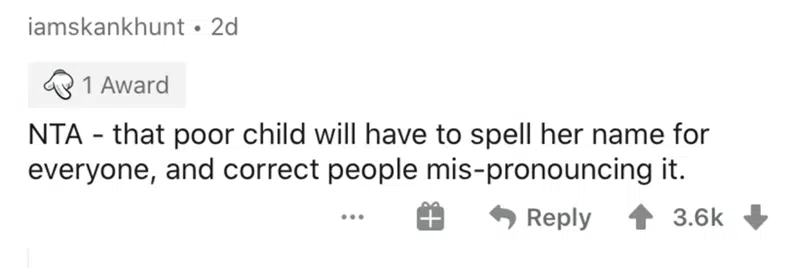 iamskankhunt • 2d
1 Award
NTA - that poor child will have to spell her name for
everyone, and correct people mis-pronouncing it.
... Reply 3.6k